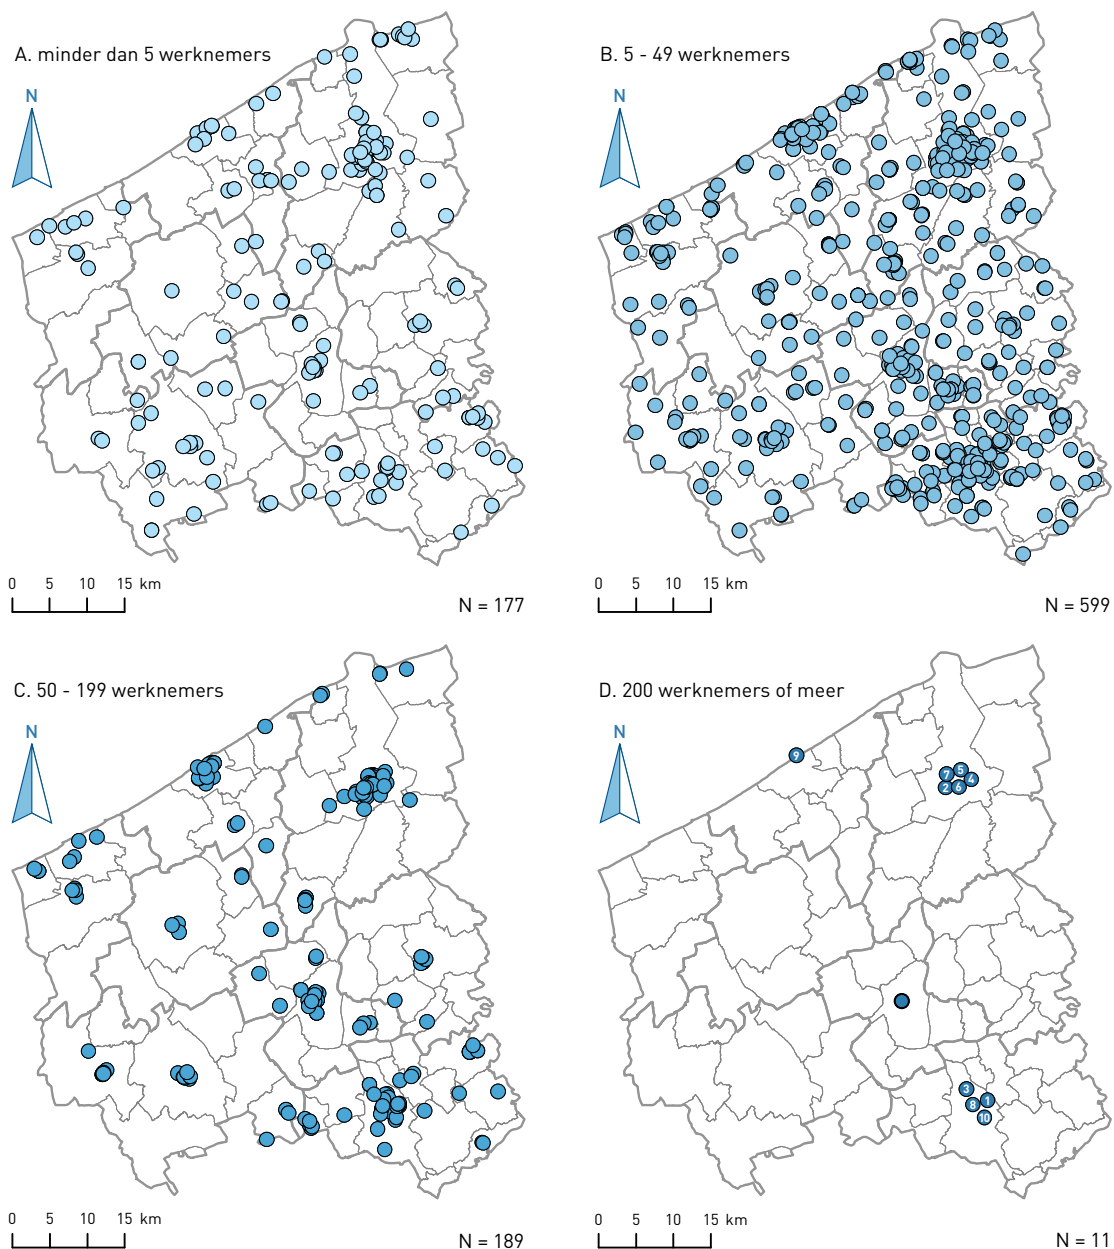 A. minder dan 5 werknemers
N
0 5 10 15 km
N = 177
B. 5 - 49 werknemers
N
0 5 10 15 km
N = 599
C. 50 - 199 werknemers
N
0 5 10 15 km
N = 189
D. 200 werknemers of meer
N
9
5
7
4
2 6
3
1
8
10
0 5 10 15 km
N = 11